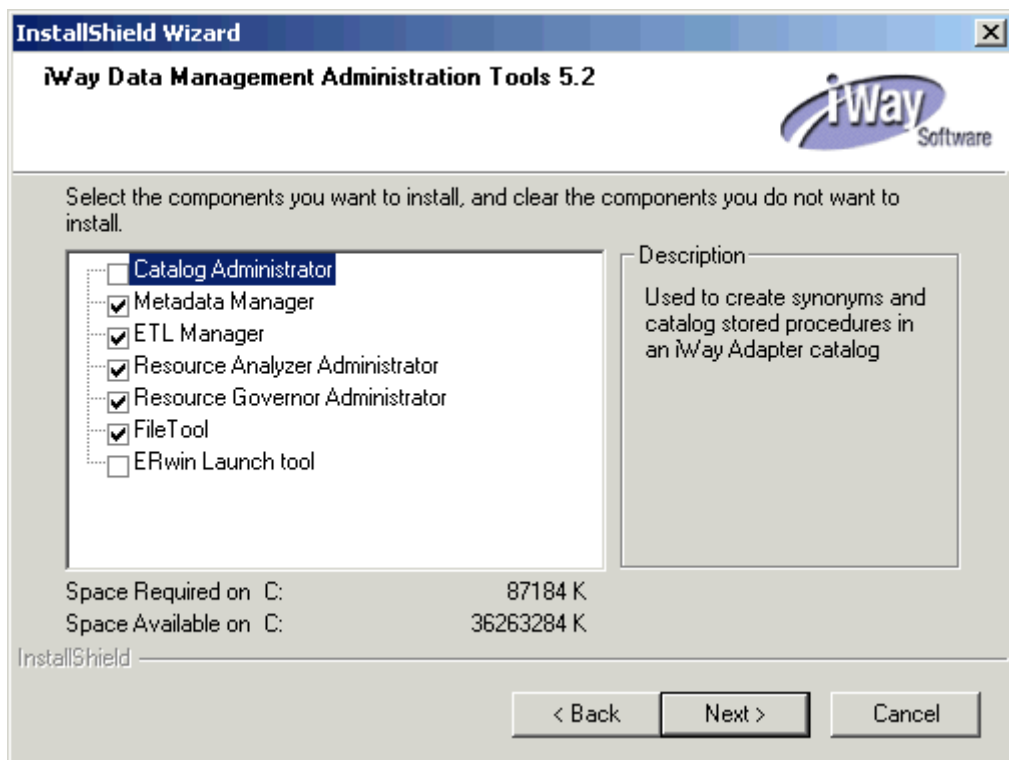 InstallShield Wizard
iWay Data Management Administration Tools 5.2
iWay
Software
Select the components you want to install, and clear the components you do not want to
install.
Catalog Administrator
Metadata Manager
ETL Manager
Resource Analyzer Administrator
Resource Governor Administrator
FileTool
ERwin Launch tool
Description
Used to create synonyms and
catalog stored procedures in
an iWay Adapter catalog
Space Required on C: 87184 K
Space Available on C: 36263284 K
InstallShield
< Back Next > Cancel